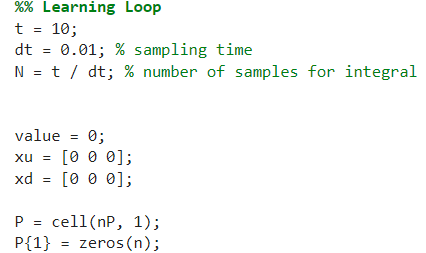 %% Learning Loop
t = 10;
dt = 0.01; % sampling time
N = t / dt; % number of samples for integral
value = 0;
xu = [0 0 0];
xd = [0 0 0];
P = cell(nP, 1);
P{1} = zeros(n);